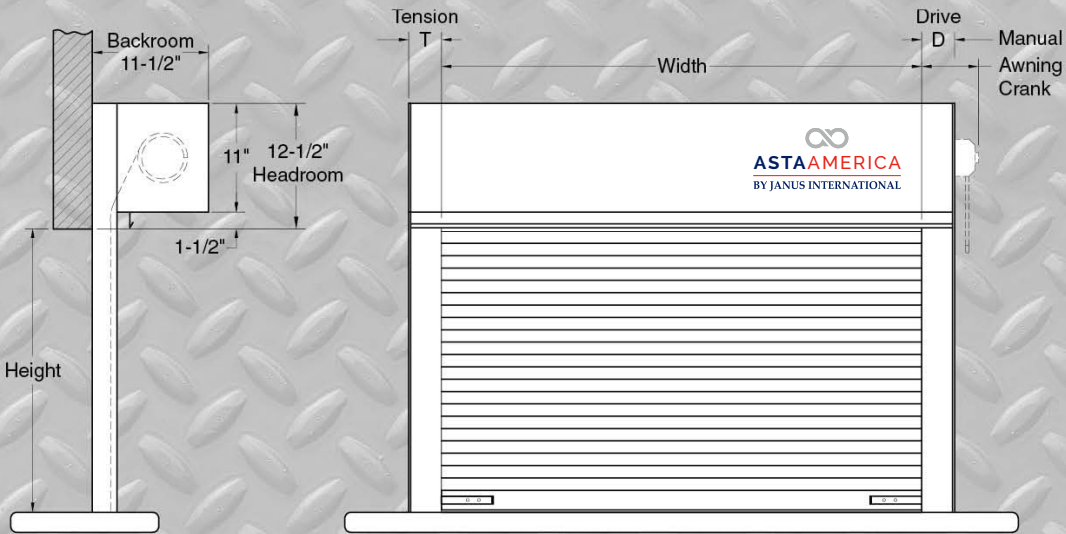 Backroom
11-1/2"
11"
12-1/2"
Headroom
1-1/2"
Height
Tension
T
Width
Drive
D
Manual
Awning
Crank
ASTAAMERICA
BY JANUS INTERNATIONAL